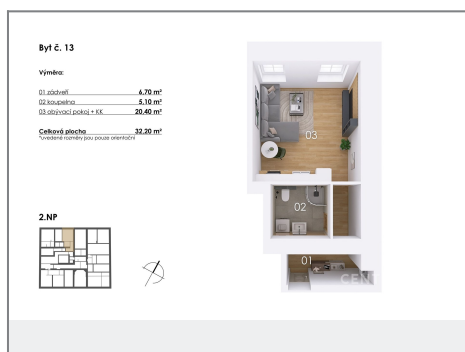 Byt č. 13
Výměra:
01 zádveří 6,70 m²
02 koupelna 5,10 m²
03 obývací pokoj + KK 20,40 m²
Celková plocha 32,20 m²
*uvedené rozměry jsou pouze orientační
03
02
01
2.NP